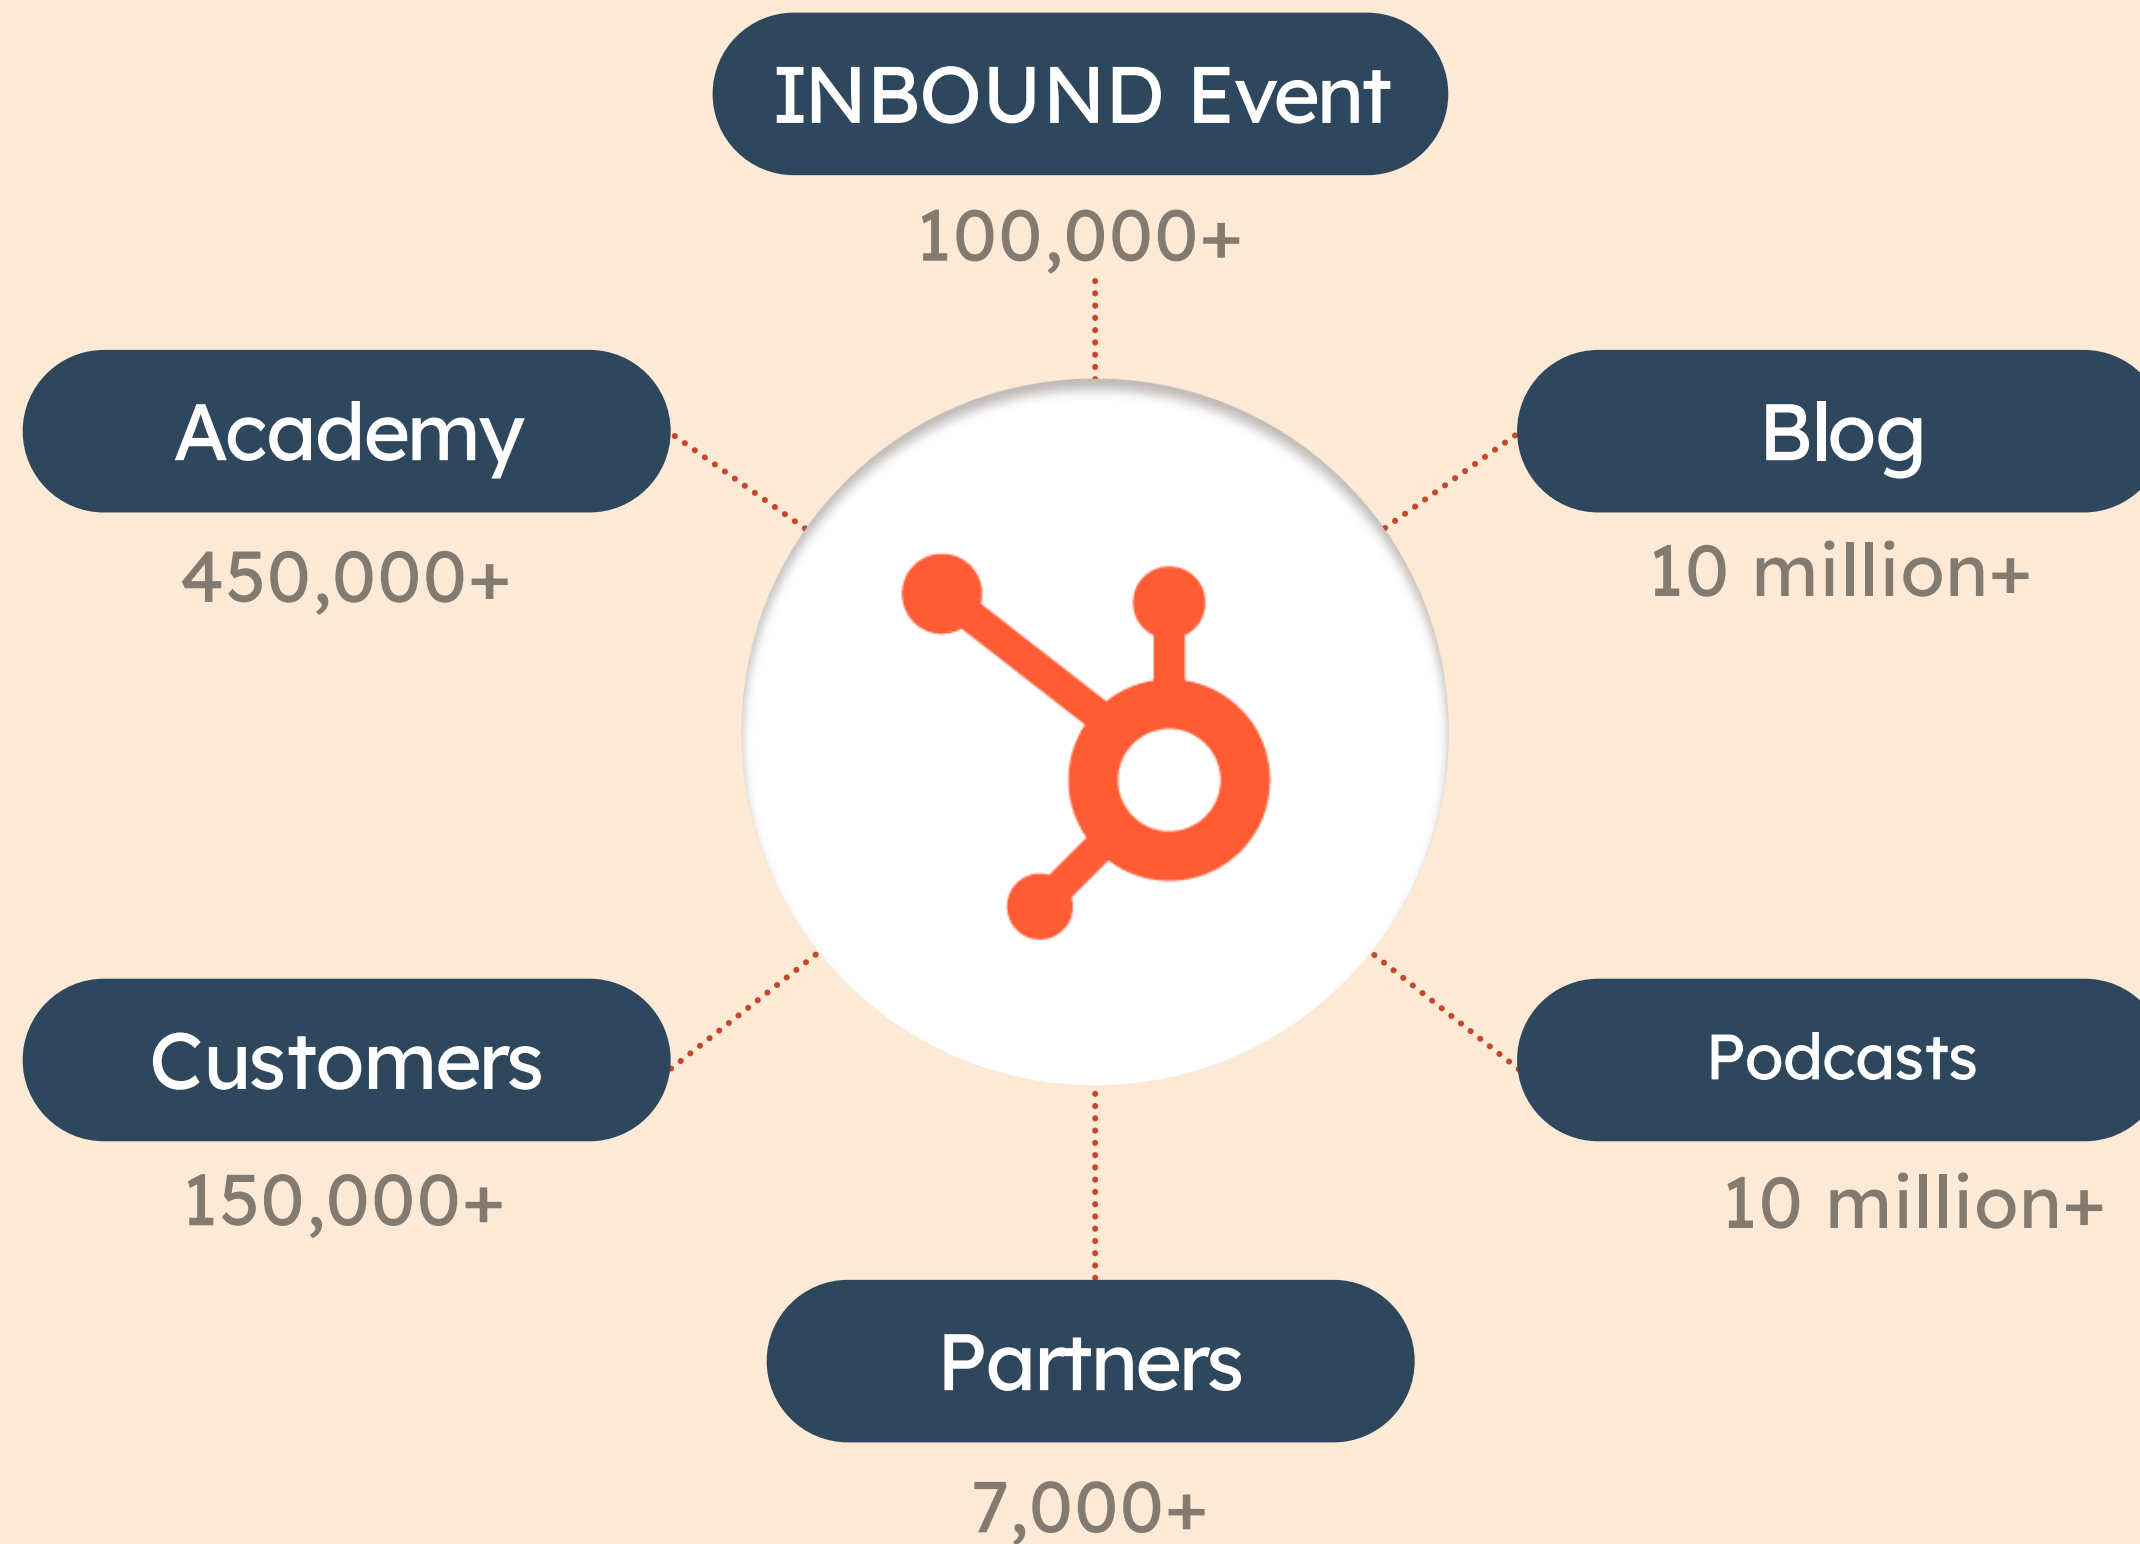 INBOUND Event
100,000+
Academy
450,000+
Blog
10 million+
Customers
150,000+
Podcasts
10 million+
Partners
7,000+